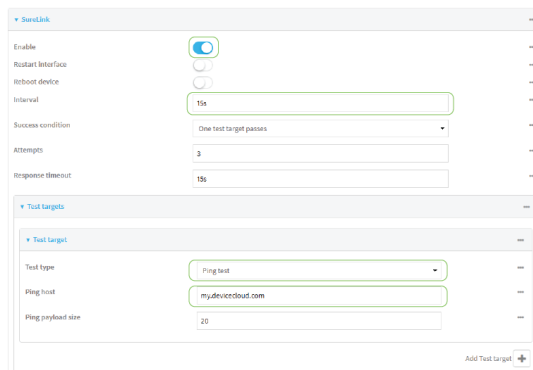 SureLink
Enable
Restart interface
Reboot device
Interval 15s
Success condition One test target passes
Attempts 3
Response timeout 15s
Test targets
Test target
Test type Ping test
Ping host my.devicecloud.com
Ping payload size 20
Add Test target